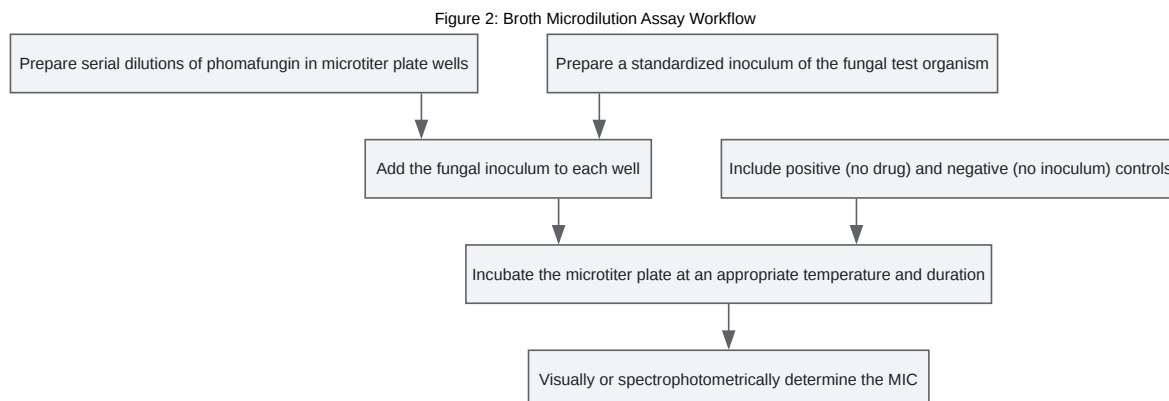 Figure 2: Broth Microdilution Assay Workflow
Prepare serial dilutions of phomafungin in microtiter plate wells
Prepare a standardized inoculum of the fungal test organism
Add the fungal inoculum to each well
Include positive (no drug) and negative (no inoculum) controls
Incubate the microtiter plate at an appropriate temperature and duration
Visually or spectrophotometrically determine the MIC